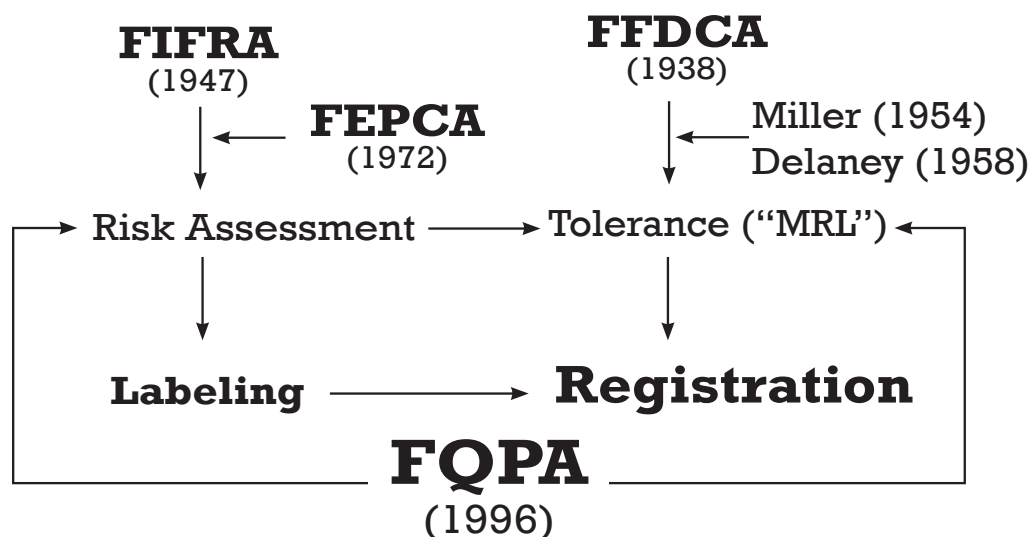 FIFRA
(1947)
FFDCA
(1938)
FEPCA
(1972)
Miller (1954)
Delaney (1958)
Risk Assessment
Tolerance (“MRL”)
Labeling
Registration
FQPA
(1996)